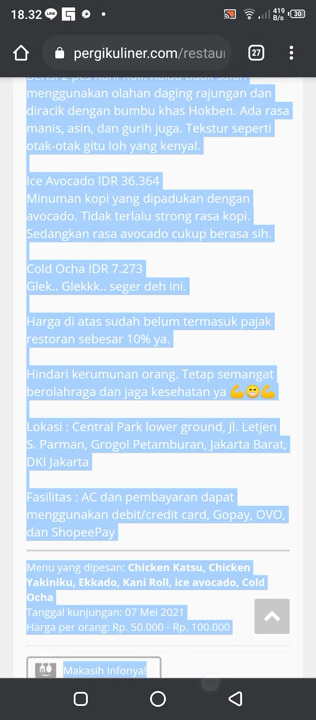 18.32
419
B/s
30
pergikuliner.com/restau
27
menggunakan olahan daging rajungan dan
diracik dengan bumbu khas Hokben. Ada rasa
manis, asin, dan gurih juga. Tekstur seperti
otak-otak gitu loh yang kenyal.
Ice Avocado IDR 36.364
Minuman kopi yang dipadukan dengan
avocado. Tidak terlalu strong rasa kopi.
Sedangkan rasa avocado cukup berasa sih.
Cold Ocha IDR 7.273
Glek.. Glekkk.. seger deh ini.
Harga di atas sudah belum termasuk pajak
restoran sebesar 10% ya.
Hindari kerumunan orang. Tetap semangat
berolahraga dan jaga kesehatan ya 💪😁💪
Lokasi : Central Park lower ground, Jl. Letjen
S. Parman, Grogol Petamburan, Jakarta Barat,
DKI Jakarta
Fasilitas : AC dan pembayaran dapat
menggunakan debit/credit card, Gopay, OVO,
dan ShopeePay
Menu yang dipesan: Chicken Katsu, Chicken
Yakiniku, Ekkado, Kani Roll, ice avocado, Cold
Ocha
Tanggal kunjungan: 07 Mei 2021
Harga per orang: Rp. 50.000 - Rp. 100.000
Makasih Infonya!